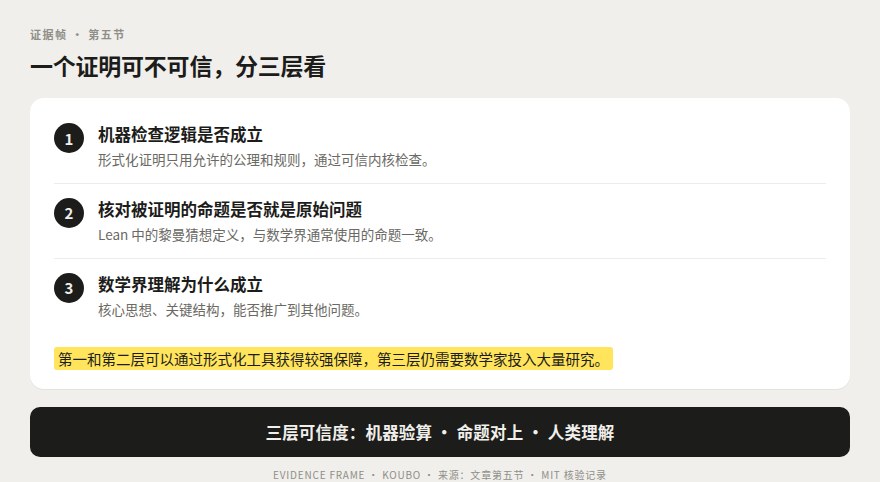 证据帧 · 第五节
一个证明可不可信，分三层看
1
机器检查逻辑是否成立
形式化证明只用允许的公理和规则，通过可信内核检查。
2
核对被证明的命题是否就是原始问题
Lean 中的黎曼猜想定义，与数学界通常使用的命题一致。
3
数学界理解为什么成立
核心思想、关键结构，能否推广到其他问题。
第一和第二层可以通过形式化工具获得较强保障，第三层仍需要数学家投入大量研究。
三层可信度：机器验算 · 命题对上 · 人类理解
EVIDENCE FRAME · KOUBO · 来源：文章第五节 · MIT 核验记录